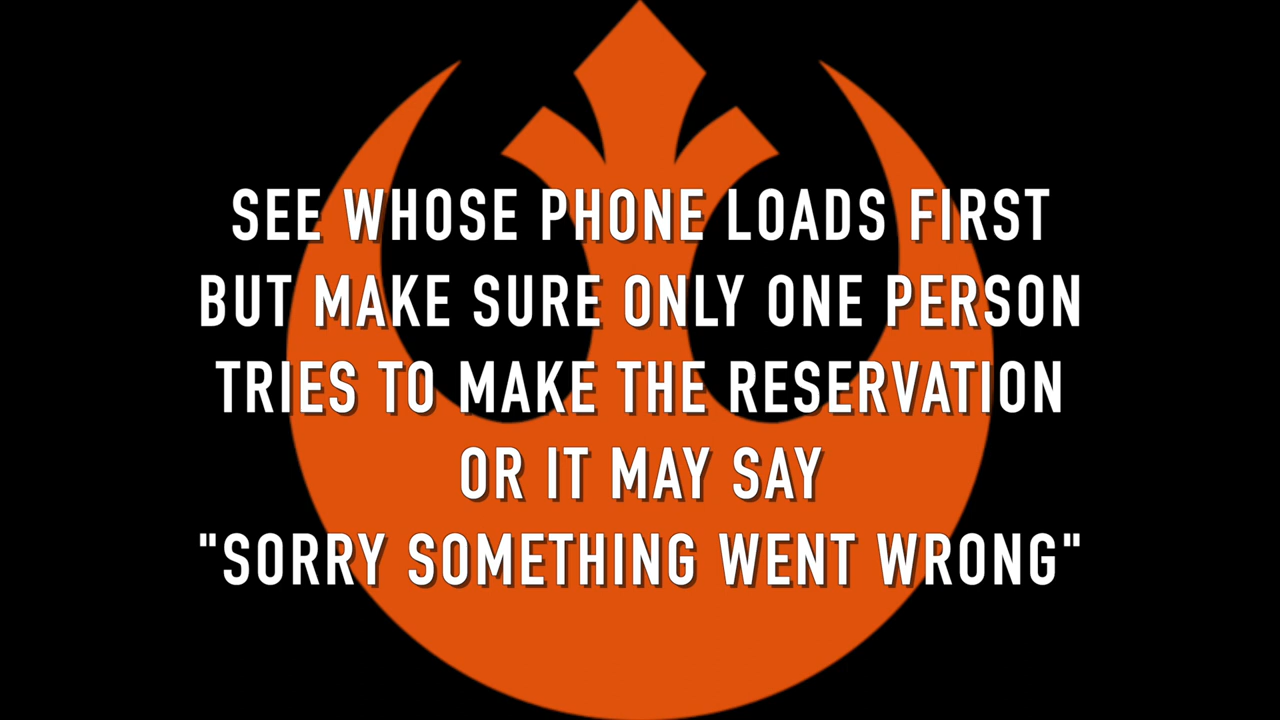 SEE WHOSE PHONE LOADS FIRST
BUT MAKE SURE ONLY ONE PERSON
TRIES TO MAKE THE RESERVATION
OR IT MAY SAY
"SORRY SOMETHING WENT WRONG"